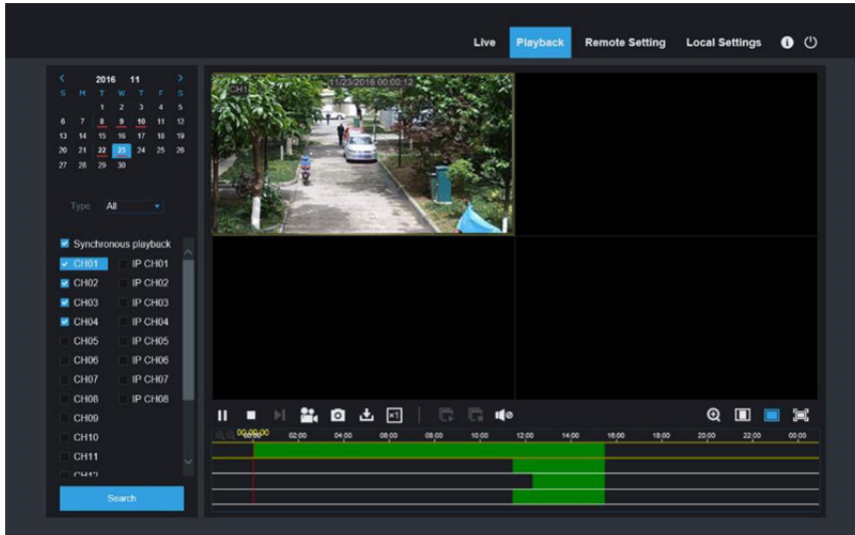 Live Playback Remote Setting Local Settings
2016 11
S M T W T F S
1 2 3 4 5
6 7 8 9 10 11 12
13 14 15 16 17 18 19
20 21 22 23 24 25 26
27 28 29 30
Type All
Synchronous playback
CH01 IP CH01
CH02 IP CH02
CH03 IP CH03
CH04 IP CH04
CH05 IP CH05
CH06 IP CH06
CH07 IP CH07
CH08 IP CH08
CH09
CH10
CH11
CH12
Search
CH1
11/23/2016 00:00:12
×1
00:00:00
02:00 04:00 06:00 08:00 10:00 12:00 14:00 16:00 18:00 20:00 22:00 00:00